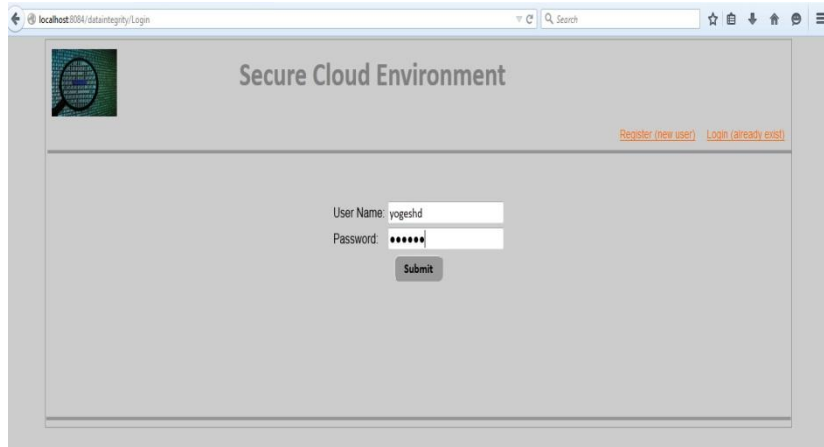 localhost:8084/dataintegrity/Login
Search
Secure Cloud Environment
Register (new user) Login (already exist)
User Name: yogeshd
Password: ••••••
Submit